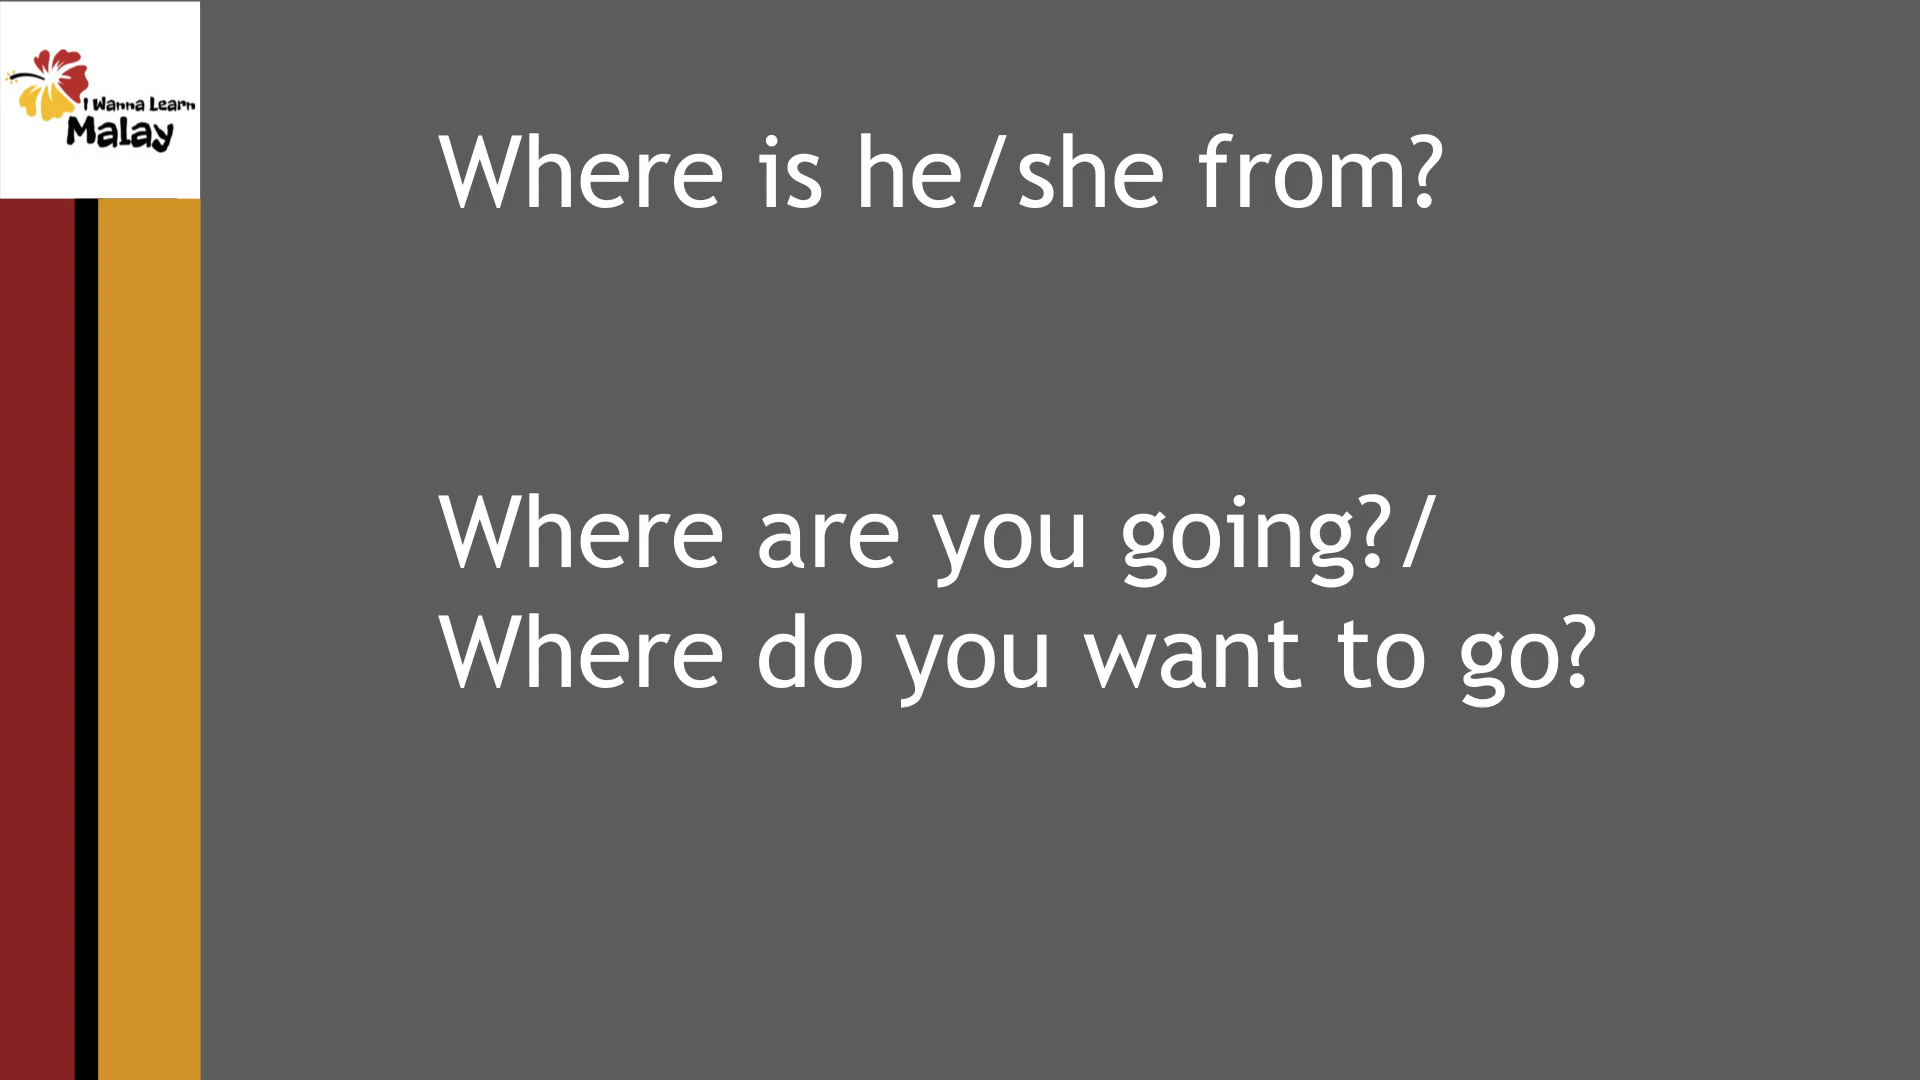 I Wanna Learn
Malay
Where is he/she from?
Where are you going?/
Where do you want to go?